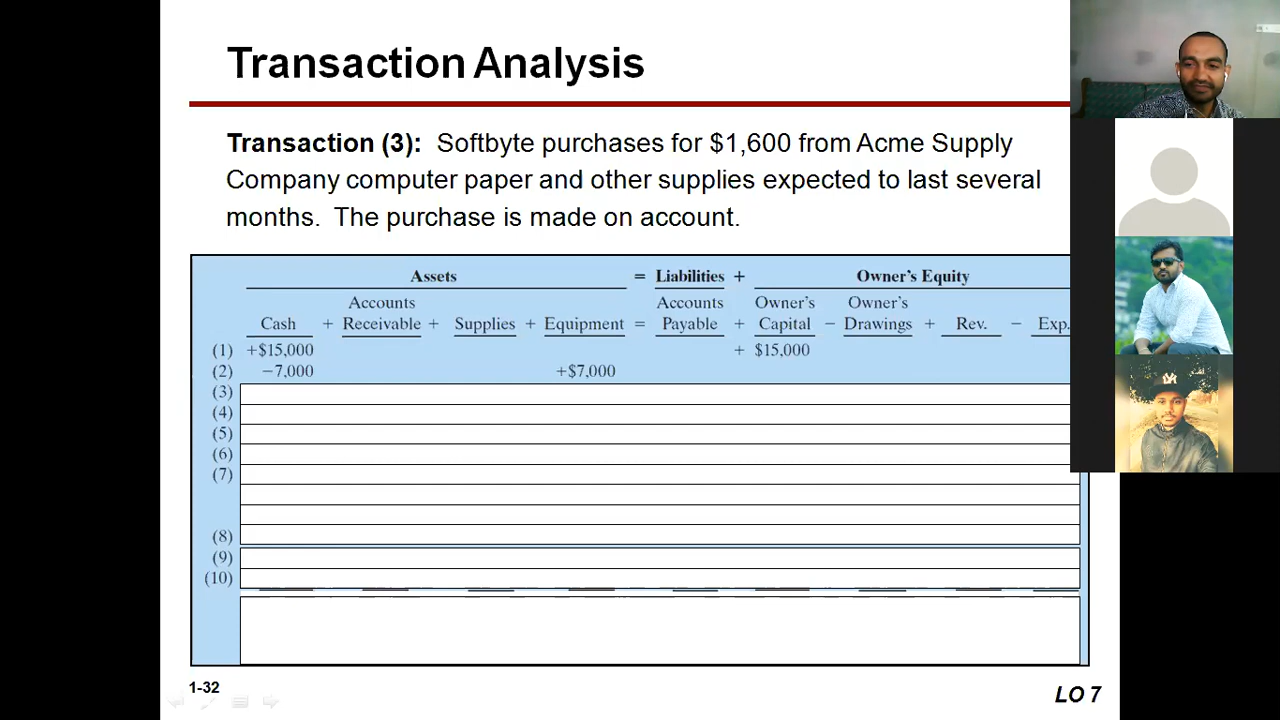 Transaction Analysis
Transaction (3): Softbyte purchases for $1,600 from Acme Supply
Company computer paper and other supplies expected to last several
months. The purchase is made on account.
Assets = Liabilities + Owner's Equity
Accounts Accounts Owner's Owner's
Cash + Receivable + Supplies + Equipment = Payable + Capital − Drawings + Rev. − Exp.
(1) +$15,000 + $15,000
(2) −7,000 +$7,000
(3)
(4)
(5)
(6)
(7)
(8)
(9)
(10)
1-32
LO 7
NY